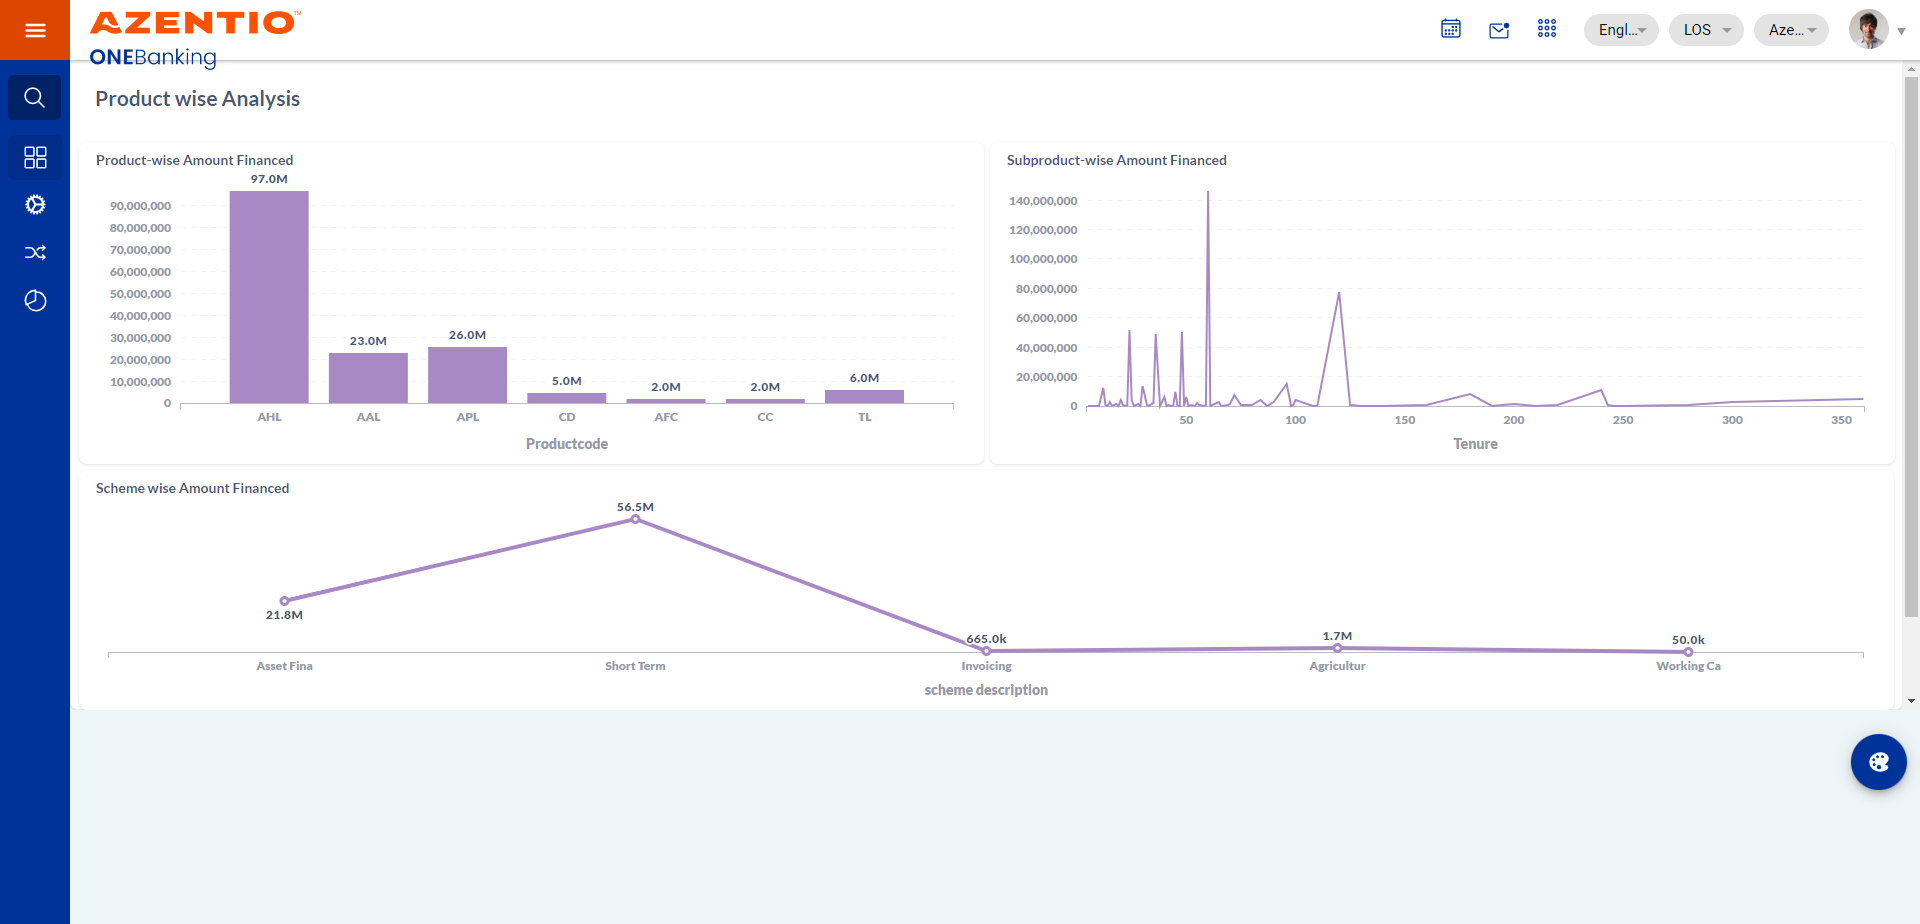 AZENTIO™
ONEBanking
Engl...
LOS
Aze...
Product wise Analysis
Product-wise Amount Financed
97.0M
90,000,000
80,000,000
70,000,000
60,000,000
50,000,000
40,000,000
30,000,000
20,000,000
10,000,000
0
23.0M
26.0M
5.0M
2.0M
2.0M
6.0M
AHL
AAL
APL
CD
AFC
CC
TL
Productcode
Subproduct-wise Amount Financed
140,000,000
120,000,000
100,000,000
80,000,000
60,000,000
40,000,000
20,000,000
0
50
100
150
200
250
300
350
Tenure
Scheme wise Amount Financed
56.5M
21.8M
665.0k
1.7M
50.0k
Asset Fina
Short Term
Invoicing
Agricultur
Working Ca
scheme description